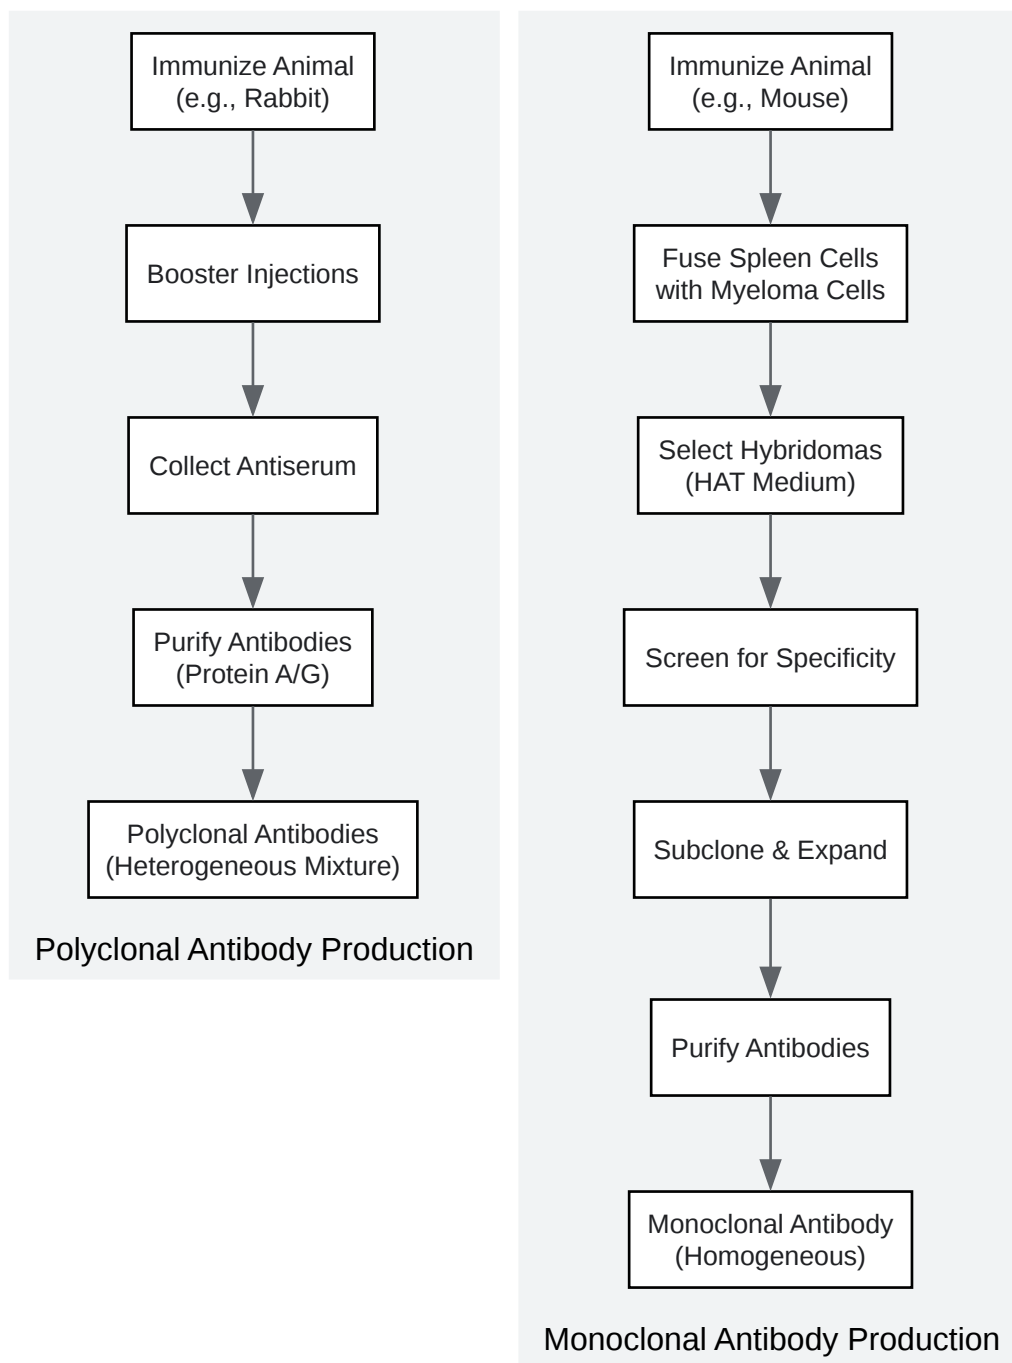 Immunize Animal
(e.g., Rabbit)
Booster Injections
Collect Antiserum
Purify Antibodies
(Protein A/G)
Polyclonal Antibodies
(Heterogeneous Mixture)
Polyclonal Antibody Production
Immunize Animal
(e.g., Mouse)
Fuse Spleen Cells
with Myeloma Cells
Select Hybridomas
(HAT Medium)
Screen for Specificity
Subclone & Expand
Purify Antibodies
Monoclonal Antibody
(Homogeneous)
Monoclonal Antibody Production